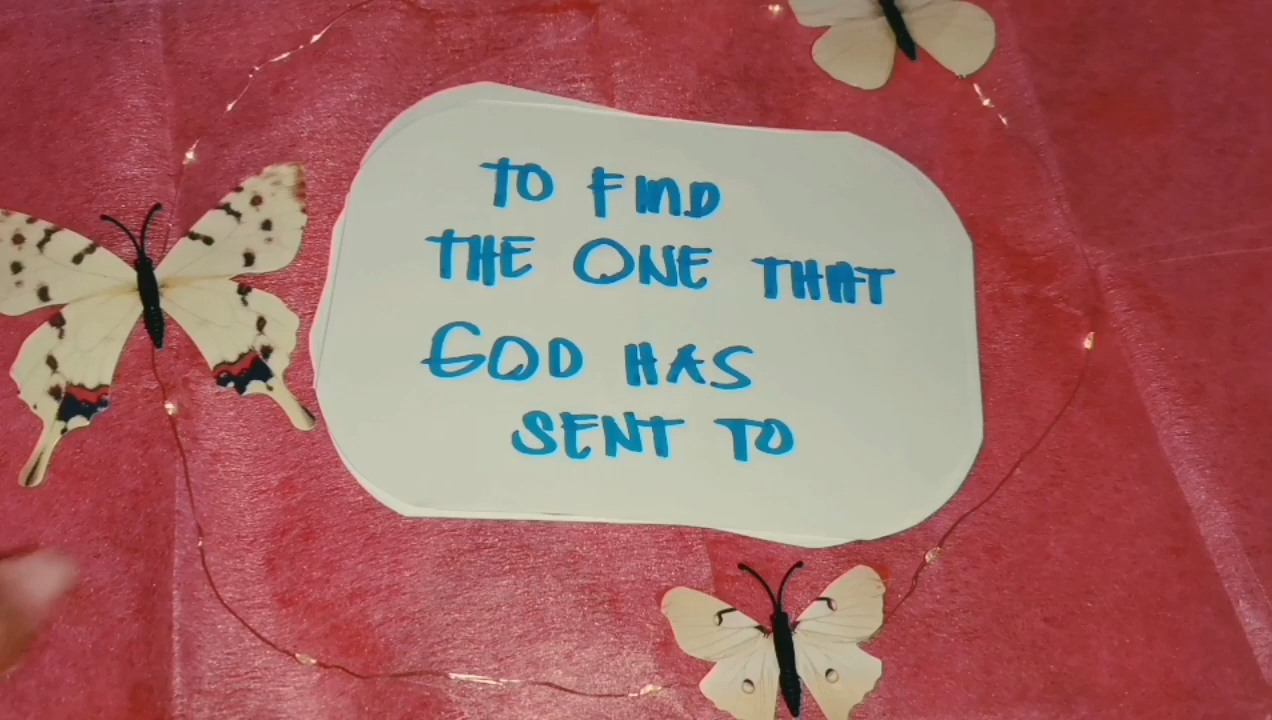 TO FIND
THE ONE THAT
GOD HAS
SENT TO